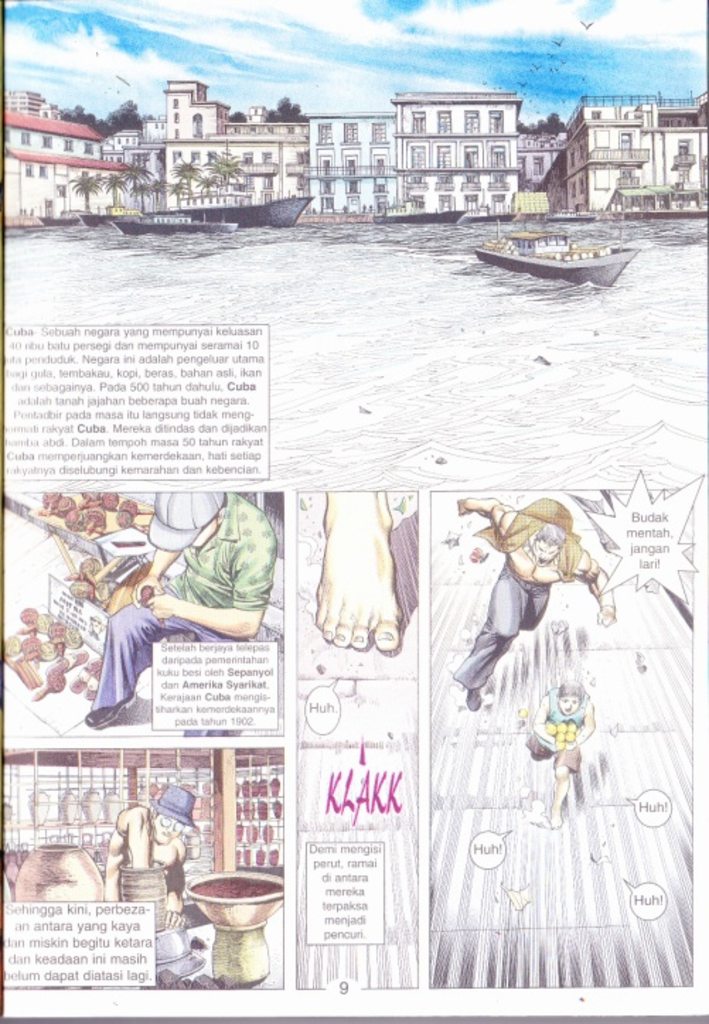 Cuba- Sebuah negara yang mempunyai keluasan
40 ribu batu persegi dan mempunyai seramai 10
juta penduduk. Negara ini adalah pengeluar utama
bagi gula, tembakau, kopi, beras, bahan asli, ikan
dan sebagainya. Pada 500 tahun dahulu, Cuba
adalah tanah jajahan beberapa buah negara.
Pentadbir pada masa itu langsung tidak meng-
ormati rakyat Cuba. Mereka ditindas dan dijadikan
hamba abdi. Dalam tempoh masa 50 tahun rakyat
Cuba memperjuangkan kemerdekaan, hati setiap
rakyatnya diselubungi kemarahan dan kebencian.
Setelah berjaya terlepas
daripada pemerintahan
kuku besi oleh Sepanyol
dan Amerika Syarikat,
Kerajaan Cuba mengis-
tiharkan kemerdekaannya
pada tahun 1902.
Sehingga kini, perbeza-
an antara yang kaya
dan miskin begitu ketara
dan keadaan ini masih
belum dapat diatasi lagi.
Huh.
KLAKK
Demi mengisi
perut, ramai
di antara
mereka
terpaksa
menjadi
pencuri.
Budak
mentah,
jangan
lari!
Huh!
Huh!
Huh!
9